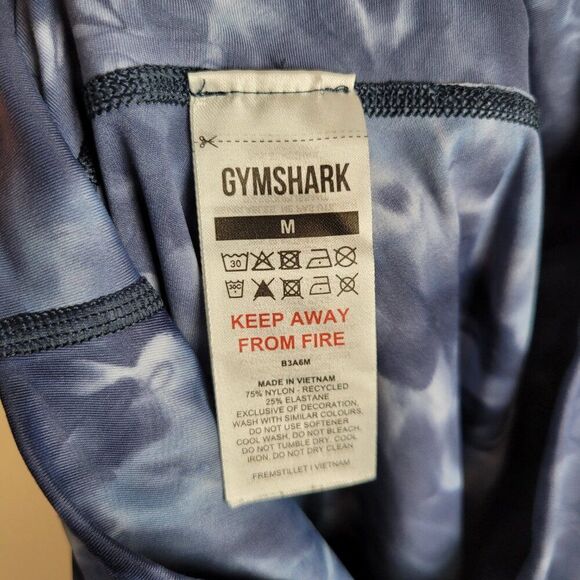 GYMSHARK
M
30
30C
KEEP AWAY
FROM FIRE
B3A6M
MADE IN VIETNAM
75% NYLON - RECYCLED
25% ELASTANE
EXCLUSIVE OF DECORATION,
WASH WITH SIMILAR COLOURS,
DO NOT USE SOFTENER
COOL WASH, DO NOT BLEACH,
DO NOT TUMBLE DRY, COOL
IRON, DO NOT DRY CLEAN
FREMSTILLET I VIETNAM